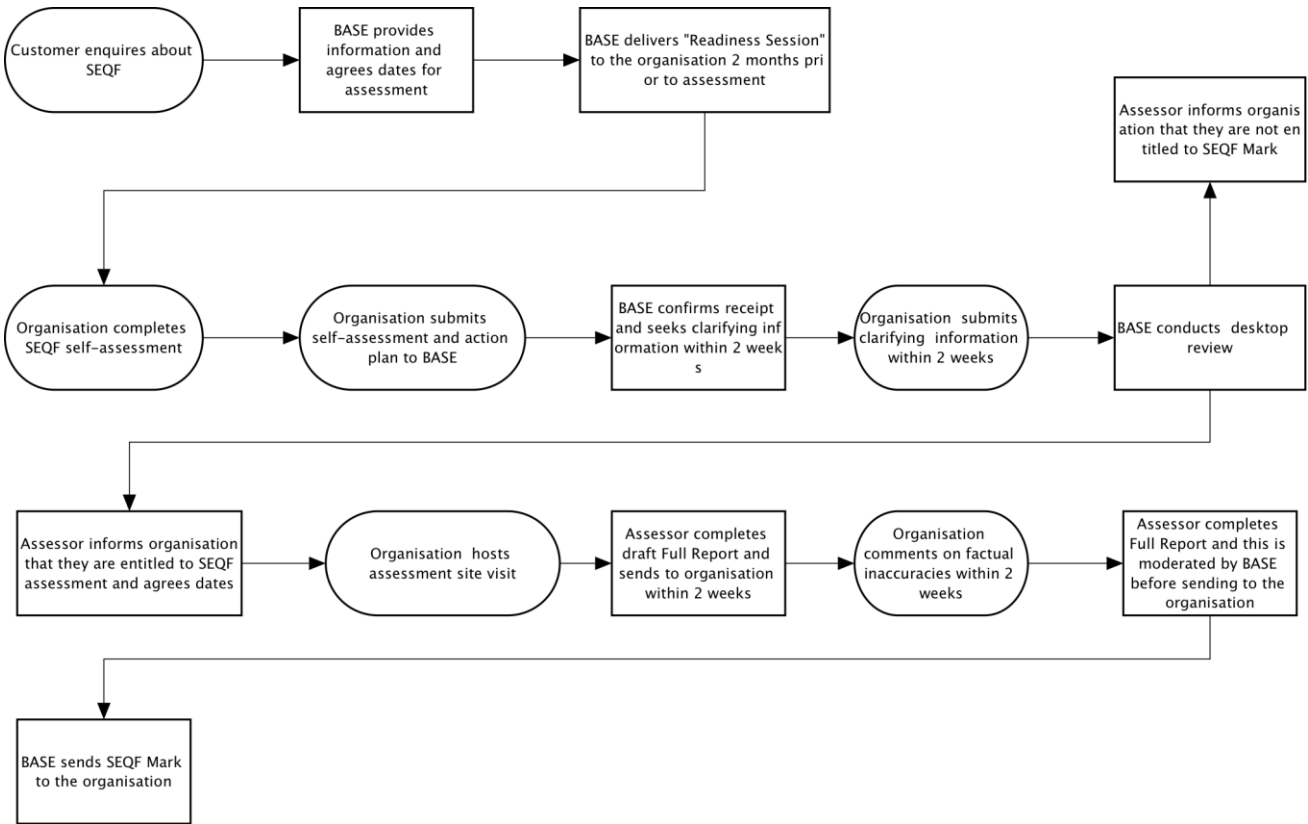 Customer enquires about
SEQF
BASE provides
information and
agrees dates for
assessment
BASE delivers "Readiness Session"
to the organisation 2 months pri
or to assessment
Assessor informs organis
ation that they are not en
titled to SEQF Mark
Organisation completes
SEQF self-assessment
Organisation submits
self-assessment and action
plan to BASE
BASE confirms receipt
and seeks clarifying inf
ormation within 2 week
s
Organisation submits
clarifying information
within 2 weeks
BASE conducts desktop
review
Assessor informs organisation
that they are entitled to SEQF
assessment and agrees dates
Organisation hosts
assessment site visit
Assessor completes
draft Full Report and
sends to organisation
within 2 weeks
Organisation
comments on factual
inaccuracies within 2
weeks
Assessor completes
Full Report and this is
moderated by BASE
before sending to the
organisation
BASE sends SEQF Mark
to the organisation